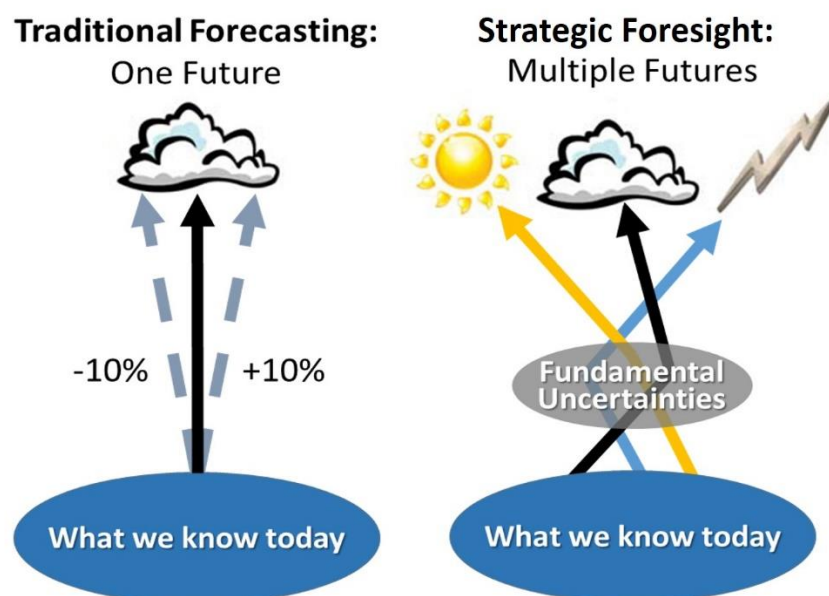 Traditional Forecasting:
One Future
-10%
+10%
What we know today
Strategic Foresight:
Multiple Futures
Fundamental
Uncertainties
What we know today